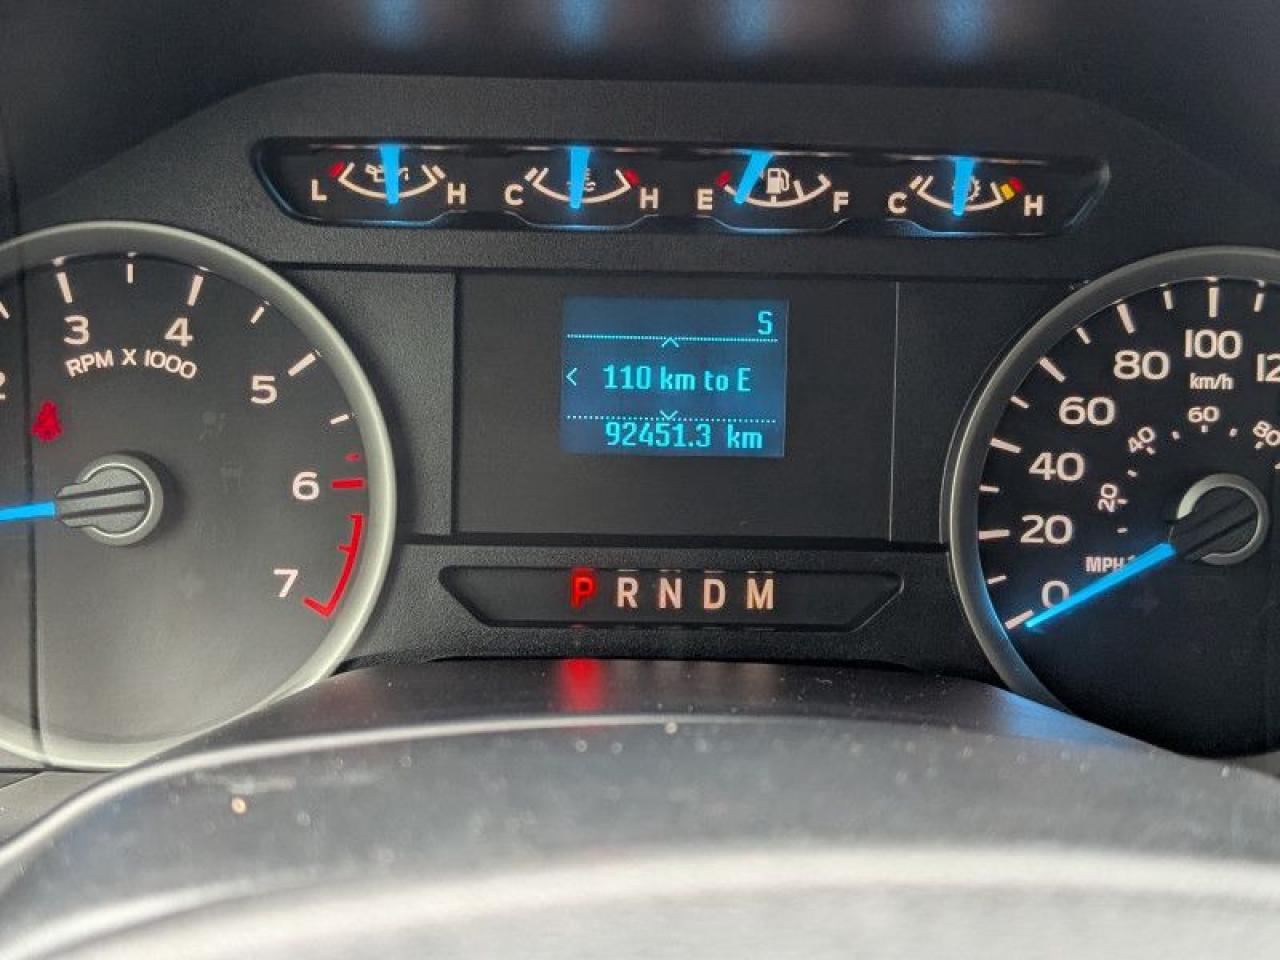 L H C H E F C H
S
< 110 km to E
92451.3 km
P R N D M
3 4 5 6 7
RPM X 1000
0 20 40 60 80 100
km/h
20 40 60 80
MPH